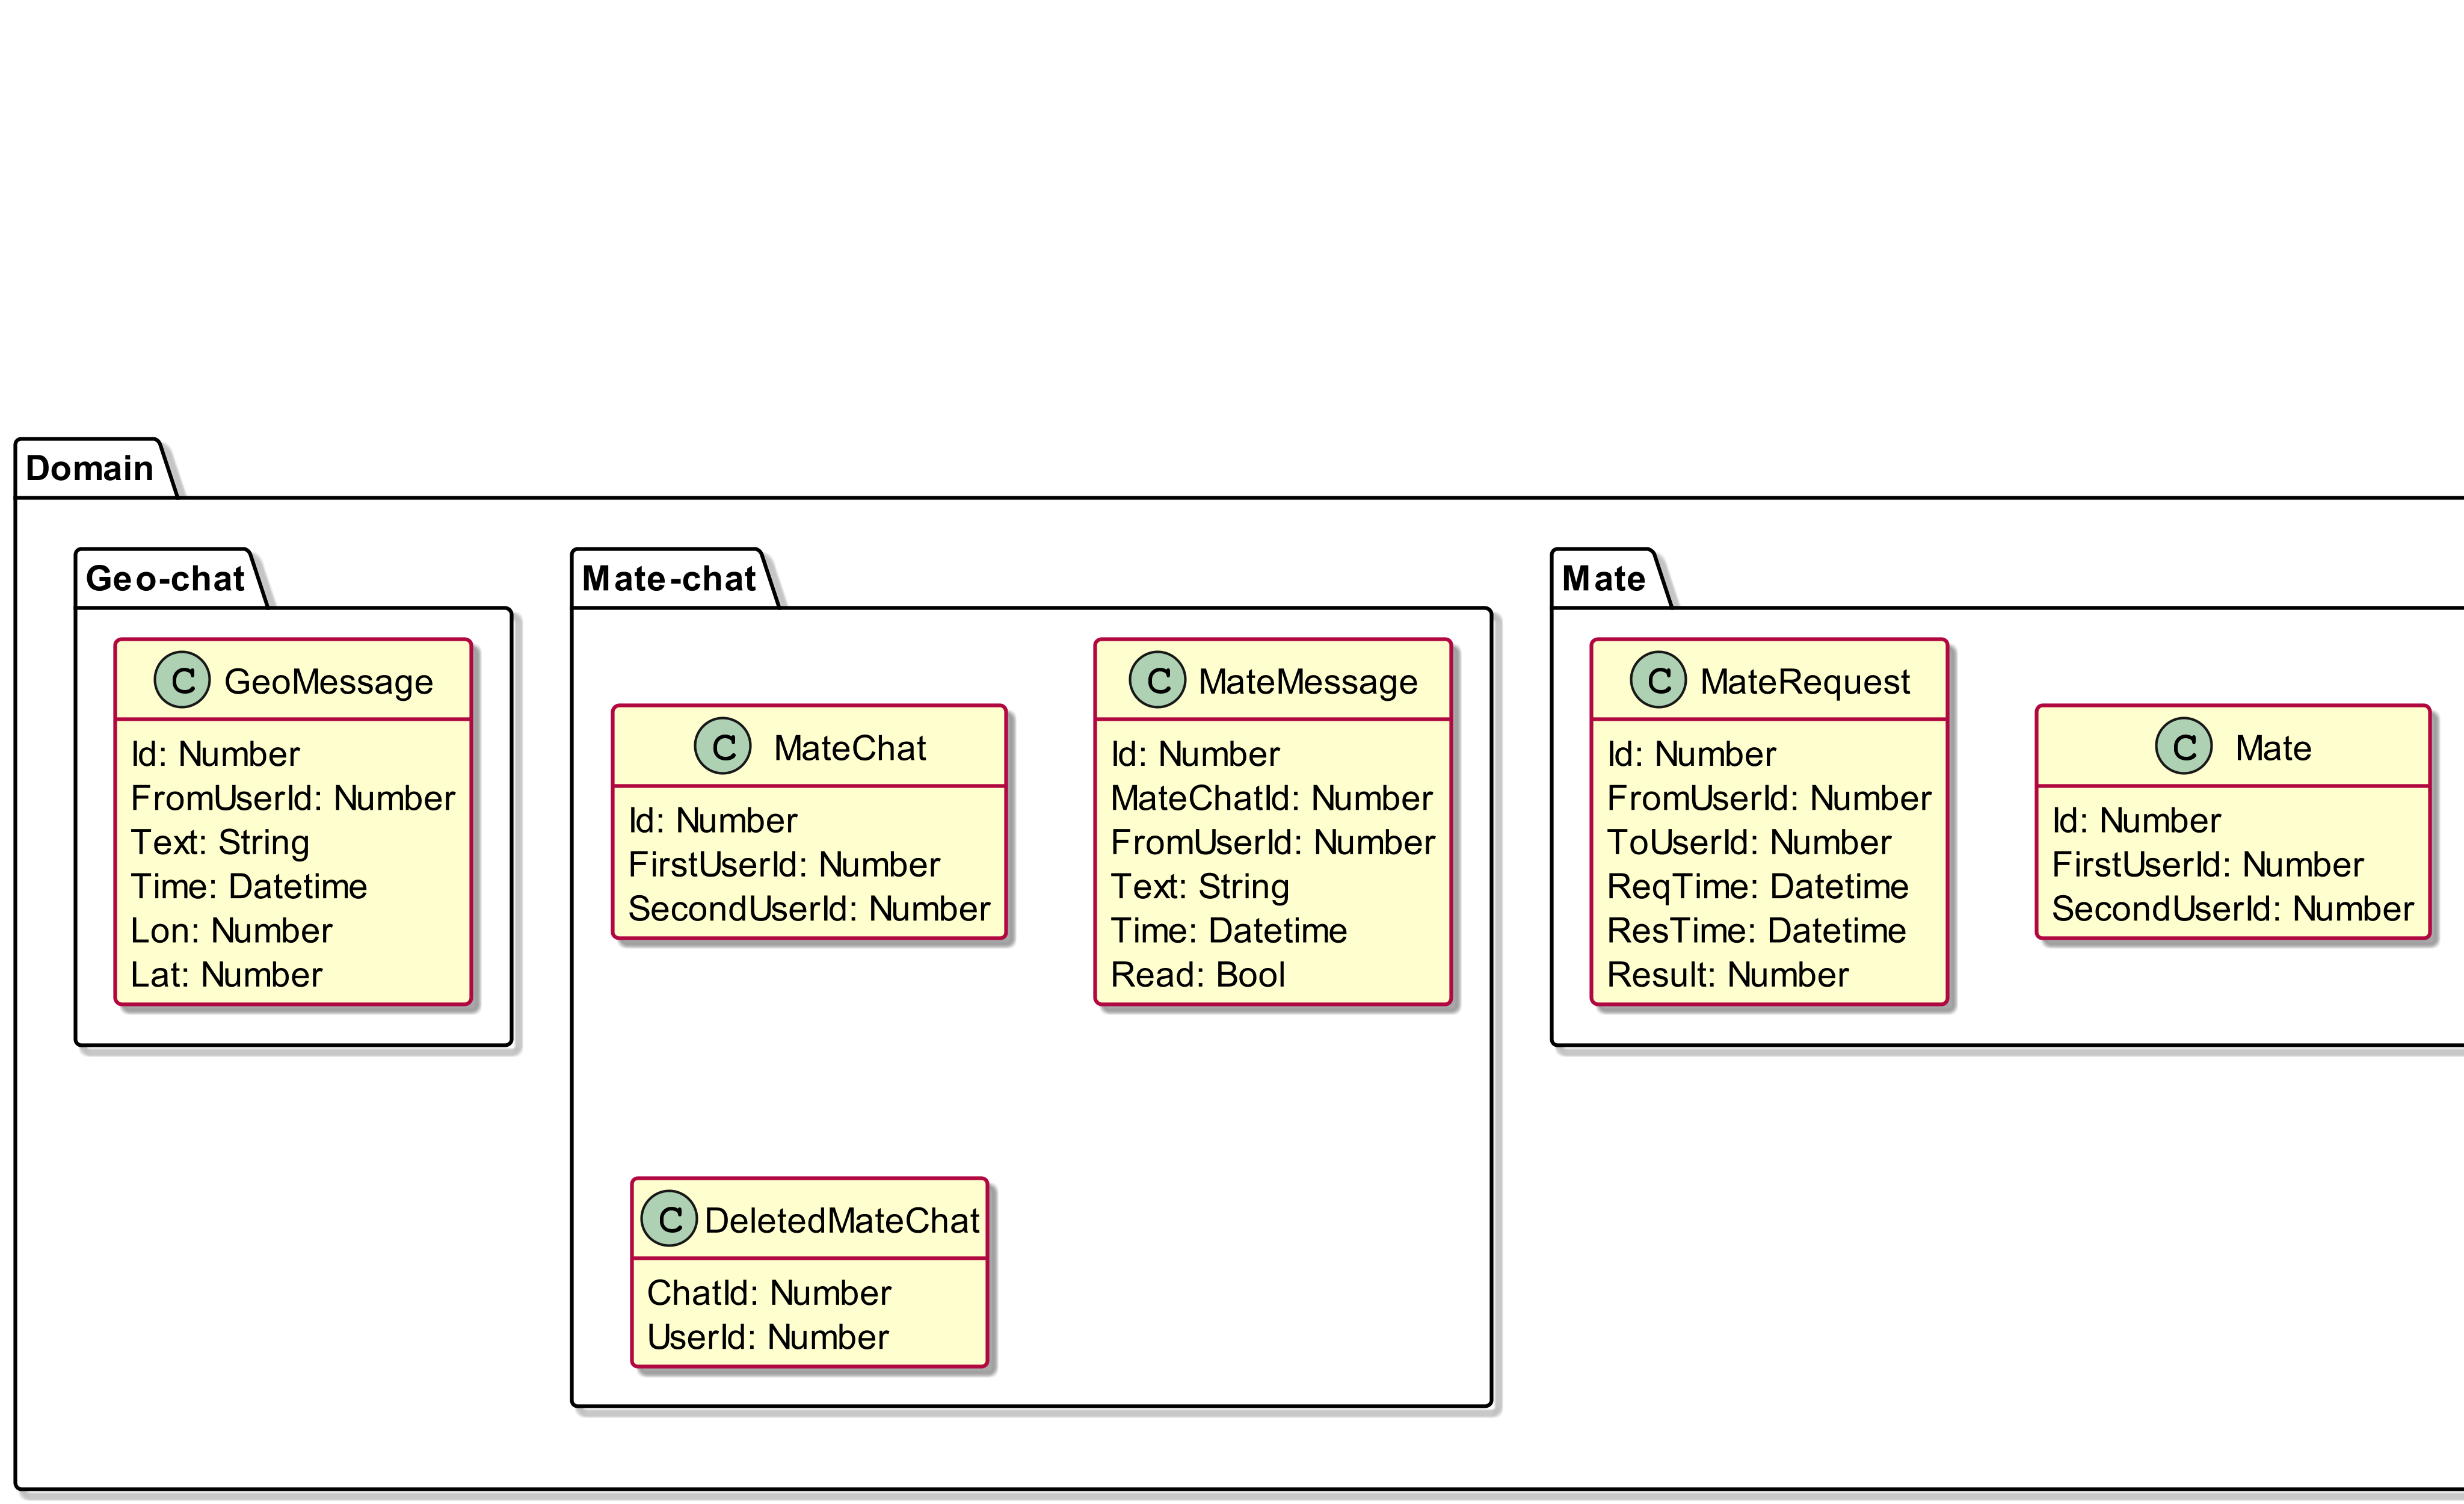 Domain
Geo-chat
C GeoMessage
Id: Number
FromUserId: Number
Text: String
Time: Datetime
Lon: Number
Lat: Number
Mate-chat
C MateChat
Id: Number
FirstUserId: Number
SecondUserId: Number
C MateMessage
Id: Number
MateChatId: Number
FromUserId: Number
Text: String
Time: Datetime
Read: Bool
C DeletedMateChat
ChatId: Number
UserId: Number
Mate
C MateRequest
Id: Number
FromUserId: Number
ToUserId: Number
ReqTime: Datetime
ResTime: Datetime
Result: Number
C Mate
Id: Number
FirstUserId: Number
SecondUserId: Number